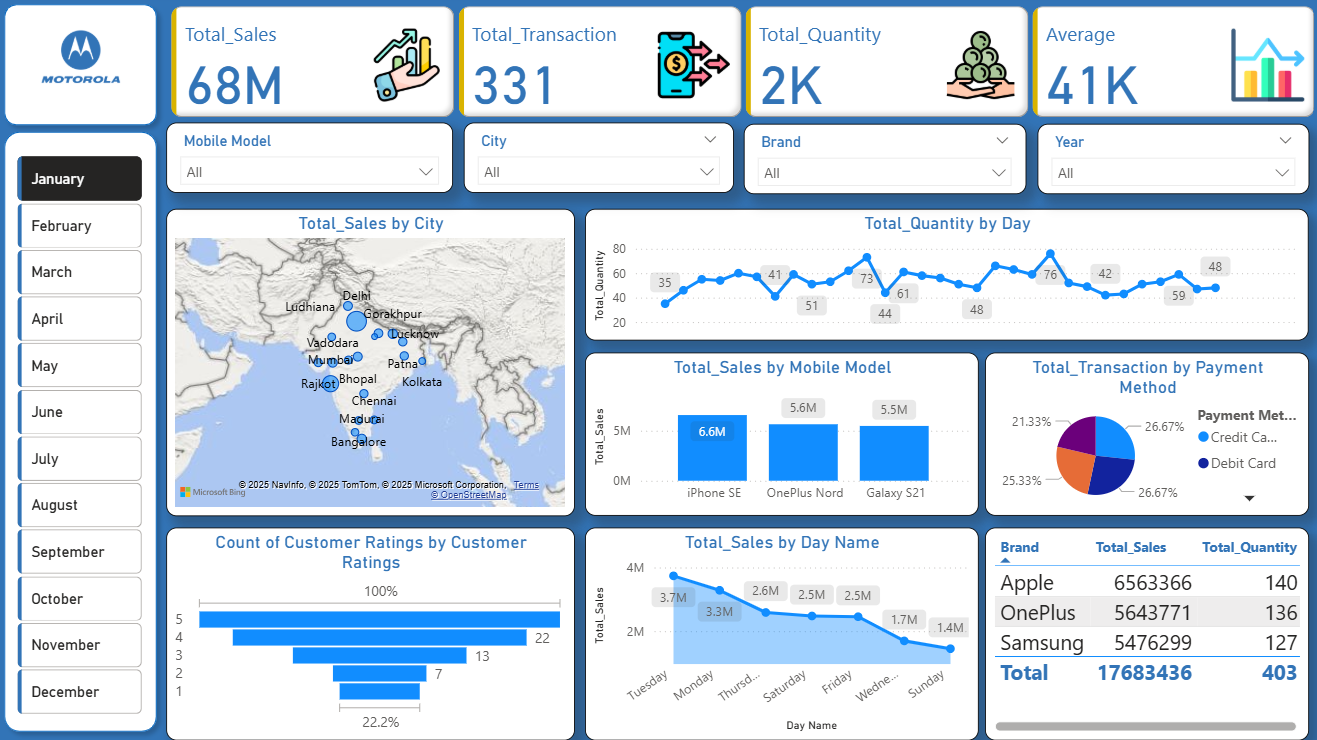 MOTOROLA
Total_Sales
68M
Total_Transaction
331
Total_Quantity
2K
Average
41K
Mobile Model
All
City
All
Brand
All
Year
All
January
February
March
April
May
June
July
August
September
October
November
December
Total_Sales by City
Delhi
Ludhiana
Gorakhpur
Lucknow
Vadodara
Mumbai
Patna
Rajkot
Bhopal
Kolkata
Chennai
Madurai
Bangalore
Microsoft Bing
© 2025 NavInfo, © 2025 TomTom, © 2025 Microsoft Corporation, Terms
© OpenStreetMap
Total_Quantity by Day
Total_Quantity
80
60
40
20
35
41
51
73
44
61
48
76
42
59
48
Total_Sales by Mobile Model
Total_Sales
5M
0M
6.6M
5.6M
5.5M
iPhone SE
OnePlus Nord
Galaxy S21
Total_Transaction by Payment
Method
21.33%
26.67%
25.33%
26.67%
Payment Met...
Credit Ca...
Debit Card
Count of Customer Ratings by Customer
Ratings
100%
5
4
22
3
13
2
7
1
22.2%
Total_Sales by Day Name
Total_Sales
4M
2M
3.7M
3.3M
2.6M
2.5M
2.5M
1.7M
1.4M
Tuesday
Monday
Thursd...
Saturday
Friday
Wedne...
Sunday
Day Name
Brand Total_Sales Total_Quantity
Apple 6563366 140
OnePlus 5643771 136
Samsung 5476299 127
Total 17683436 403